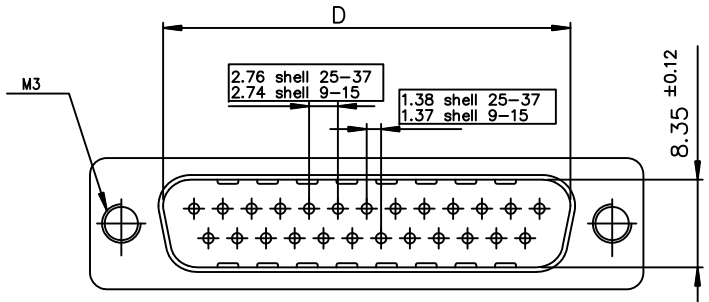 D
2.76 shell 25-37
2.74 shell 9-15
M3
1.38 shell 25-37
1.37 shell 9-15
8.35 ±0.12